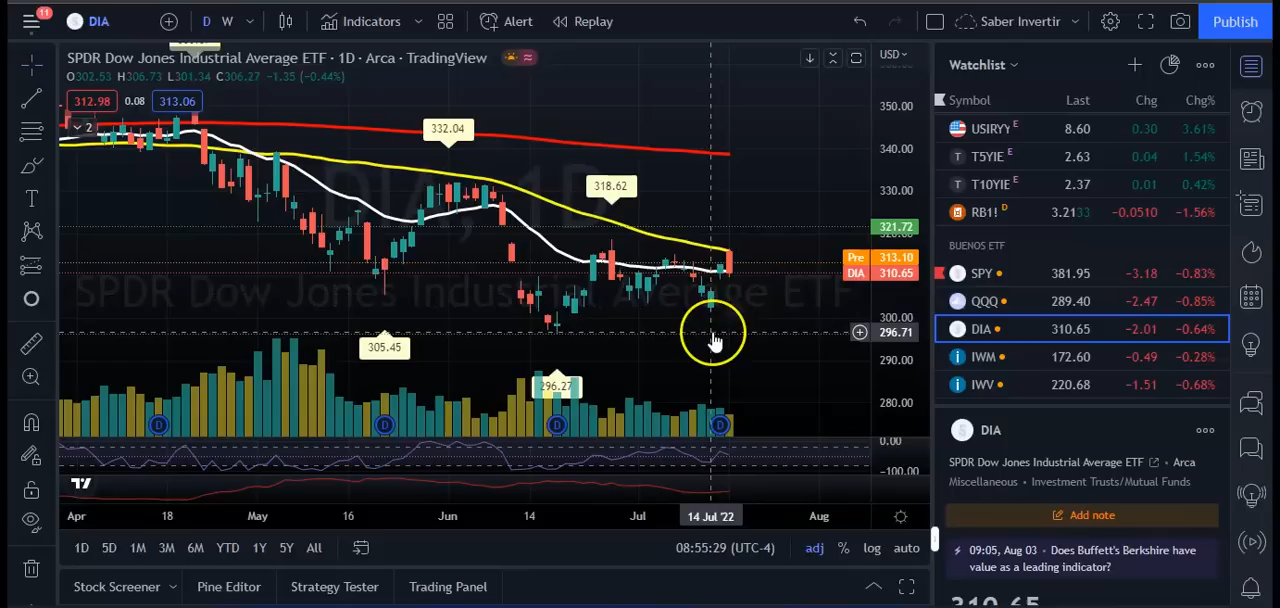 11
DIA
D W
Indicators
Alert
Replay
Saber Invertir
Publish
SPDR Dow Jones Industrial Average ETF · 1D · Arca · TradingView
O302.53 H306.73 L301.34 C306.27 −1.35 (−0.44%)
312.98 0.08 313.06
2
USD
350.00
340.00
330.00
321.72
Pre 313.10
DIA 310.65
300.00
296.71
290.00
280.00
0.00
-100.00
332.04
318.62
305.45
296.27
DIA, 1D
SPDR Dow Jones Industrial Average ETF
D D D D
Apr 18 May 16 Jun 14 Jul 14 Jul '22 Aug
1D 5D 1M 3M 6M YTD 1Y 5Y All
08:55:29 (UTC-4) adj % log auto
Stock Screener Pine Editor Strategy Tester Trading Panel
Watchlist
Symbol Last Chg Chg%
USIRYY E 8.60 0.30 3.61%
T5YIE E 2.63 0.04 1.54%
T10YIE E 2.37 0.01 0.42%
RB1! D 3.2133 −0.0510 −1.56%
BUENOS ETF
SPY 381.95 −3.18 −0.83%
QQQ 289.40 −2.47 −0.85%
DIA 310.65 −2.01 −0.64%
IWM 172.60 −0.49 −0.28%
IWV 220.68 −1.51 −0.68%
DIA
SPDR Dow Jones Industrial Average ETF · Arca
Miscellaneous · Investment Trusts/Mutual Funds
Add note
09:05, Aug 03 · Does Buffett's Berkshire have
value as a leading indicator?